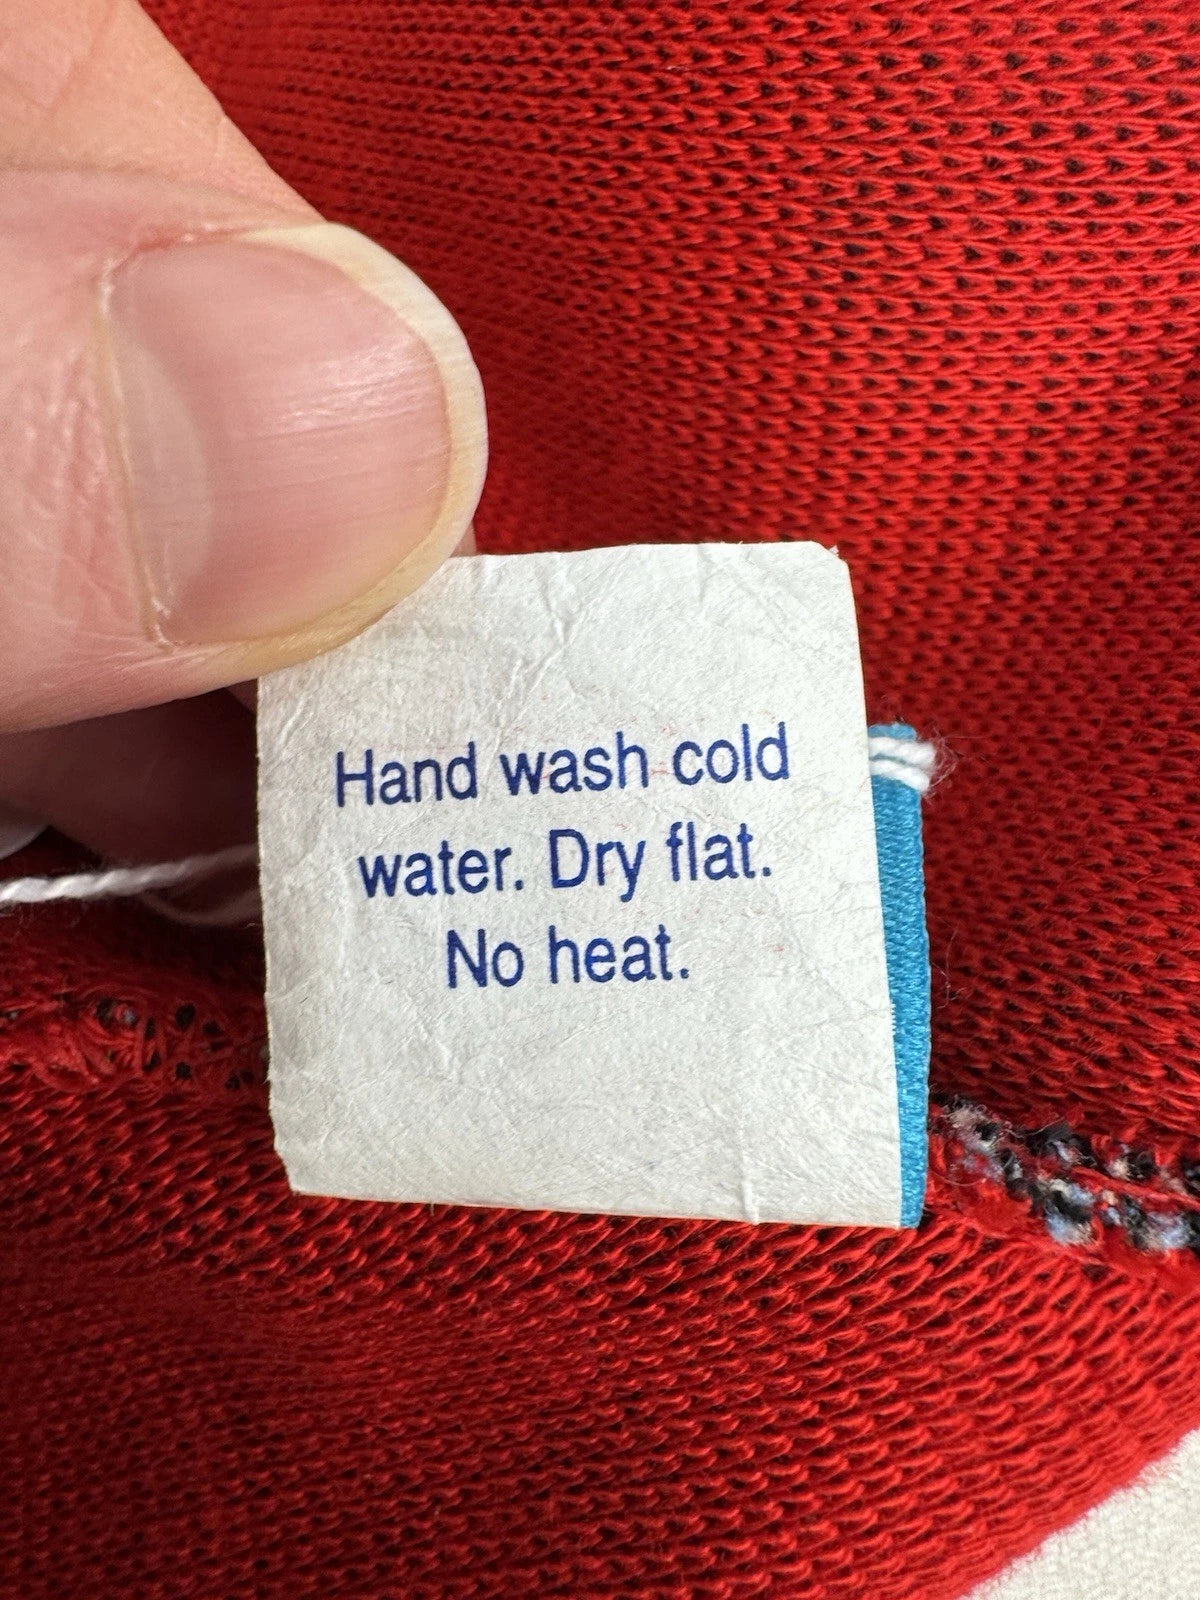 Hand wash cold
water. Dry flat.
No heat.